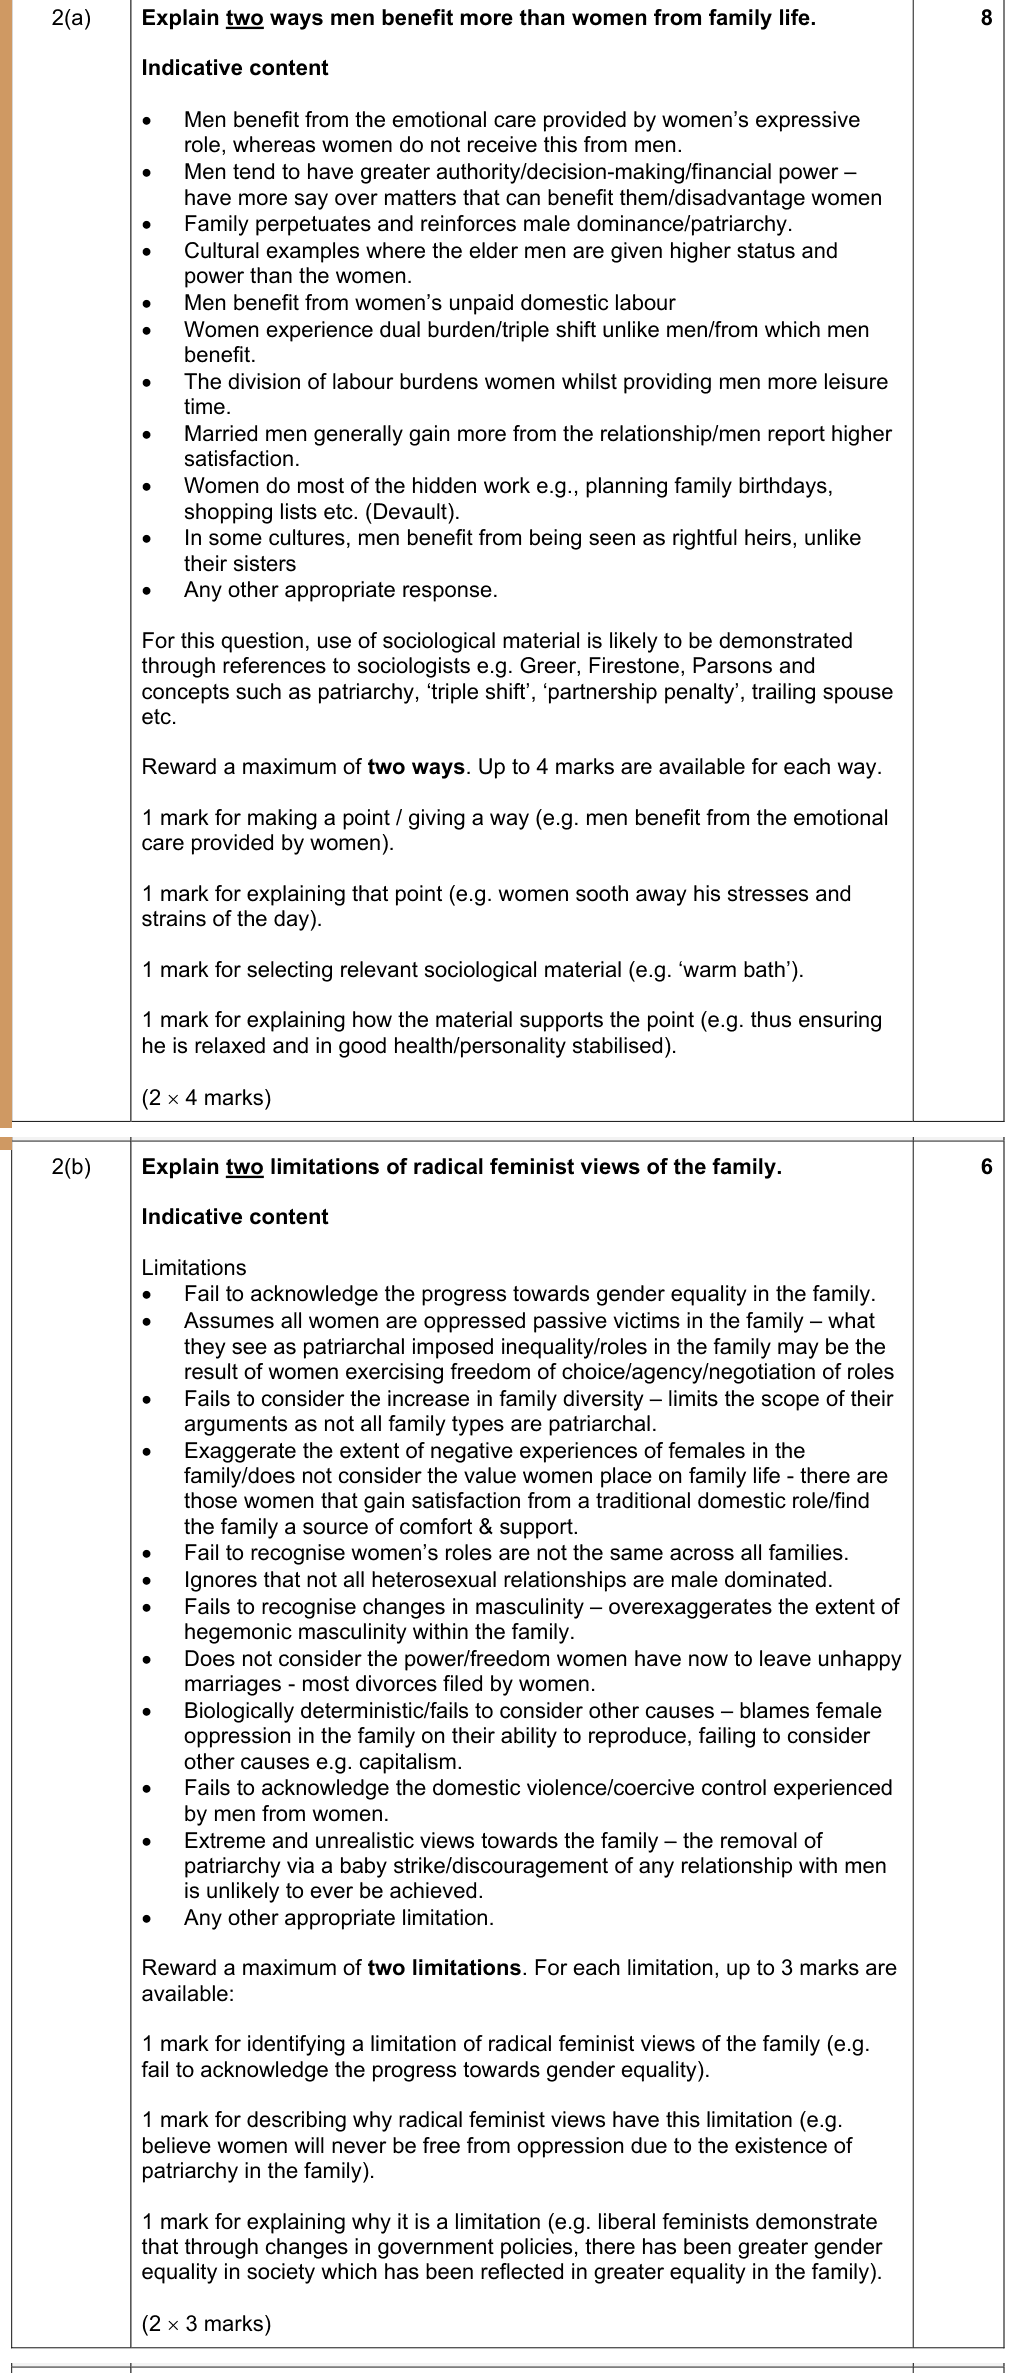 2(a)
Explain two ways men benefit more than women from family life.
8
Indicative content
• Men benefit from the emotional care provided by women’s expressive
role, whereas women do not receive this from men.
• Men tend to have greater authority/decision-making/financial power –
have more say over matters that can benefit them/disadvantage women
• Family perpetuates and reinforces male dominance/patriarchy.
• Cultural examples where the elder men are given higher status and
power than the women.
• Men benefit from women’s unpaid domestic labour
• Women experience dual burden/triple shift unlike men/from which men
benefit.
• The division of labour burdens women whilst providing men more leisure
time.
• Married men generally gain more from the relationship/men report higher
satisfaction.
• Women do most of the hidden work e.g., planning family birthdays,
shopping lists etc. (Devault).
• In some cultures, men benefit from being seen as rightful heirs, unlike
their sisters
• Any other appropriate response.
For this question, use of sociological material is likely to be demonstrated
through references to sociologists e.g. Greer, Firestone, Parsons and
concepts such as patriarchy, ‘triple shift’, ‘partnership penalty’, trailing spouse
etc.
Reward a maximum of two ways. Up to 4 marks are available for each way.
1 mark for making a point / giving a way (e.g. men benefit from the emotional
care provided by women).
1 mark for explaining that point (e.g. women sooth away his stresses and
strains of the day).
1 mark for selecting relevant sociological material (e.g. ‘warm bath’).
1 mark for explaining how the material supports the point (e.g. thus ensuring
he is relaxed and in good health/personality stabilised).
(2 × 4 marks)
2(b)
Explain two limitations of radical feminist views of the family.
6
Indicative content
Limitations
• Fail to acknowledge the progress towards gender equality in the family.
• Assumes all women are oppressed passive victims in the family – what
they see as patriarchal imposed inequality/roles in the family may be the
result of women exercising freedom of choice/agency/negotiation of roles
• Fails to consider the increase in family diversity – limits the scope of their
arguments as not all family types are patriarchal.
• Exaggerate the extent of negative experiences of females in the
family/does not consider the value women place on family life - there are
those women that gain satisfaction from a traditional domestic role/find
the family a source of comfort & support.
• Fail to recognise women’s roles are not the same across all families.
• Ignores that not all heterosexual relationships are male dominated.
• Fails to recognise changes in masculinity – overexaggerates the extent of
hegemonic masculinity within the family.
• Does not consider the power/freedom women have now to leave unhappy
marriages - most divorces filed by women.
• Biologically deterministic/fails to consider other causes – blames female
oppression in the family on their ability to reproduce, failing to consider
other causes e.g. capitalism.
• Fails to acknowledge the domestic violence/coercive control experienced
by men from women.
• Extreme and unrealistic views towards the family – the removal of
patriarchy via a baby strike/discouragement of any relationship with men
is unlikely to ever be achieved.
• Any other appropriate limitation.
Reward a maximum of two limitations. For each limitation, up to 3 marks are
available:
1 mark for identifying a limitation of radical feminist views of the family (e.g.
fail to acknowledge the progress towards gender equality).
1 mark for describing why radical feminist views have this limitation (e.g.
believe women will never be free from oppression due to the existence of
patriarchy in the family).
1 mark for explaining why it is a limitation (e.g. liberal feminists demonstrate
that through changes in government policies, there has been greater gender
equality in society which has been reflected in greater equality in the family).
(2 × 3 marks)